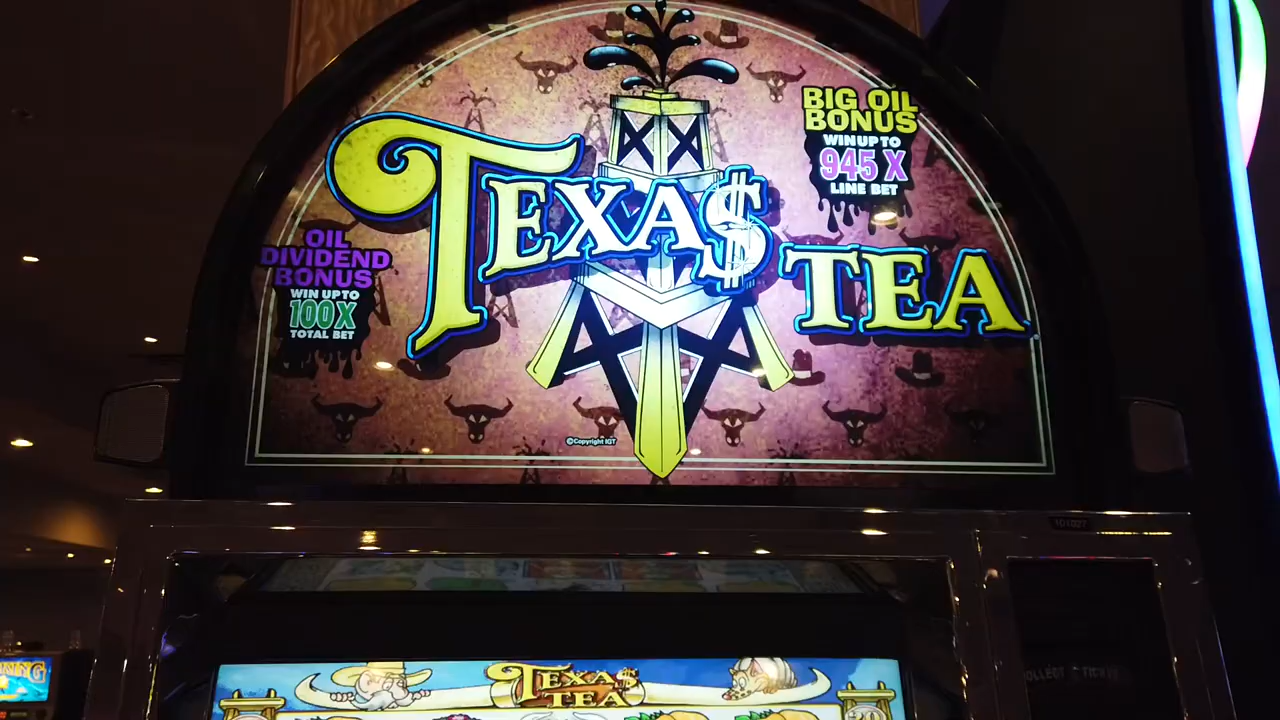 BIG OIL
BONUS
WIN UP TO
945 X
LINE BET
TEXA$
TEA
OIL
DIVIDEND
BONUS
WIN UP TO
100X
TOTAL BET
©Copyright IGT
TEXA$
TEA